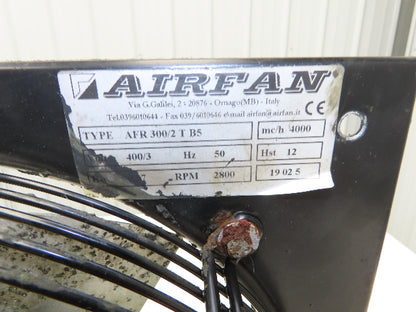 AIRFAN
Via G.Galilei, 2 - 20876 - Ornago(MB) - Italy
Tel.0396010644 - Fax 039/6010646 e\mail airfan@airfan.it
CE
TYPE AFR 300/2 T B5 mc/h 4000
400/3 Hz 50 Hst 12
RPM 2800 19 02 5